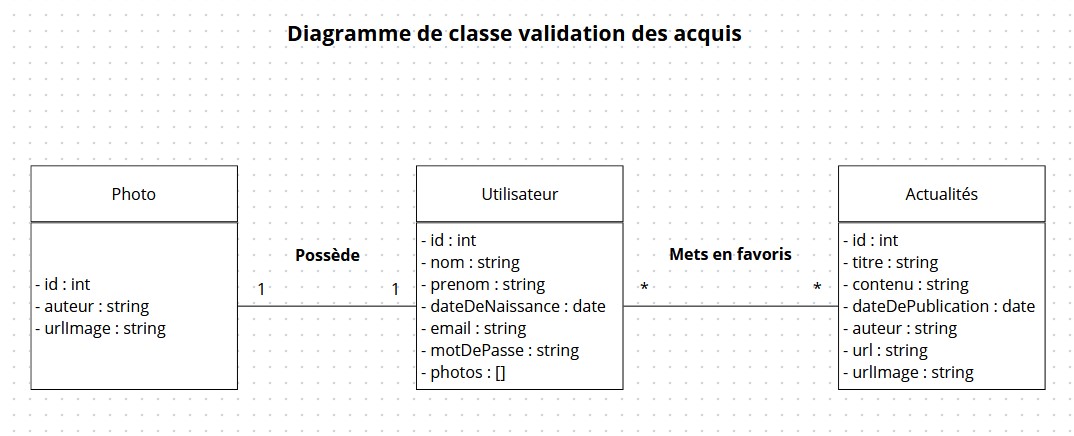 Diagramme de classe validation des acquis
Photo
- id : int
- auteur : string
- urlImage : string
Possède
1
1
Utilisateur
- id : int
- nom : string
- prenom : string
- dateDeNaissance : date
- email : string
- motDePasse : string
- photos : []
Mets en favoris
*
*
Actualités
- id : int
- titre : string
- contenu : string
- dateDePublication : date
- auteur : string
- url : string
- urlImage : string